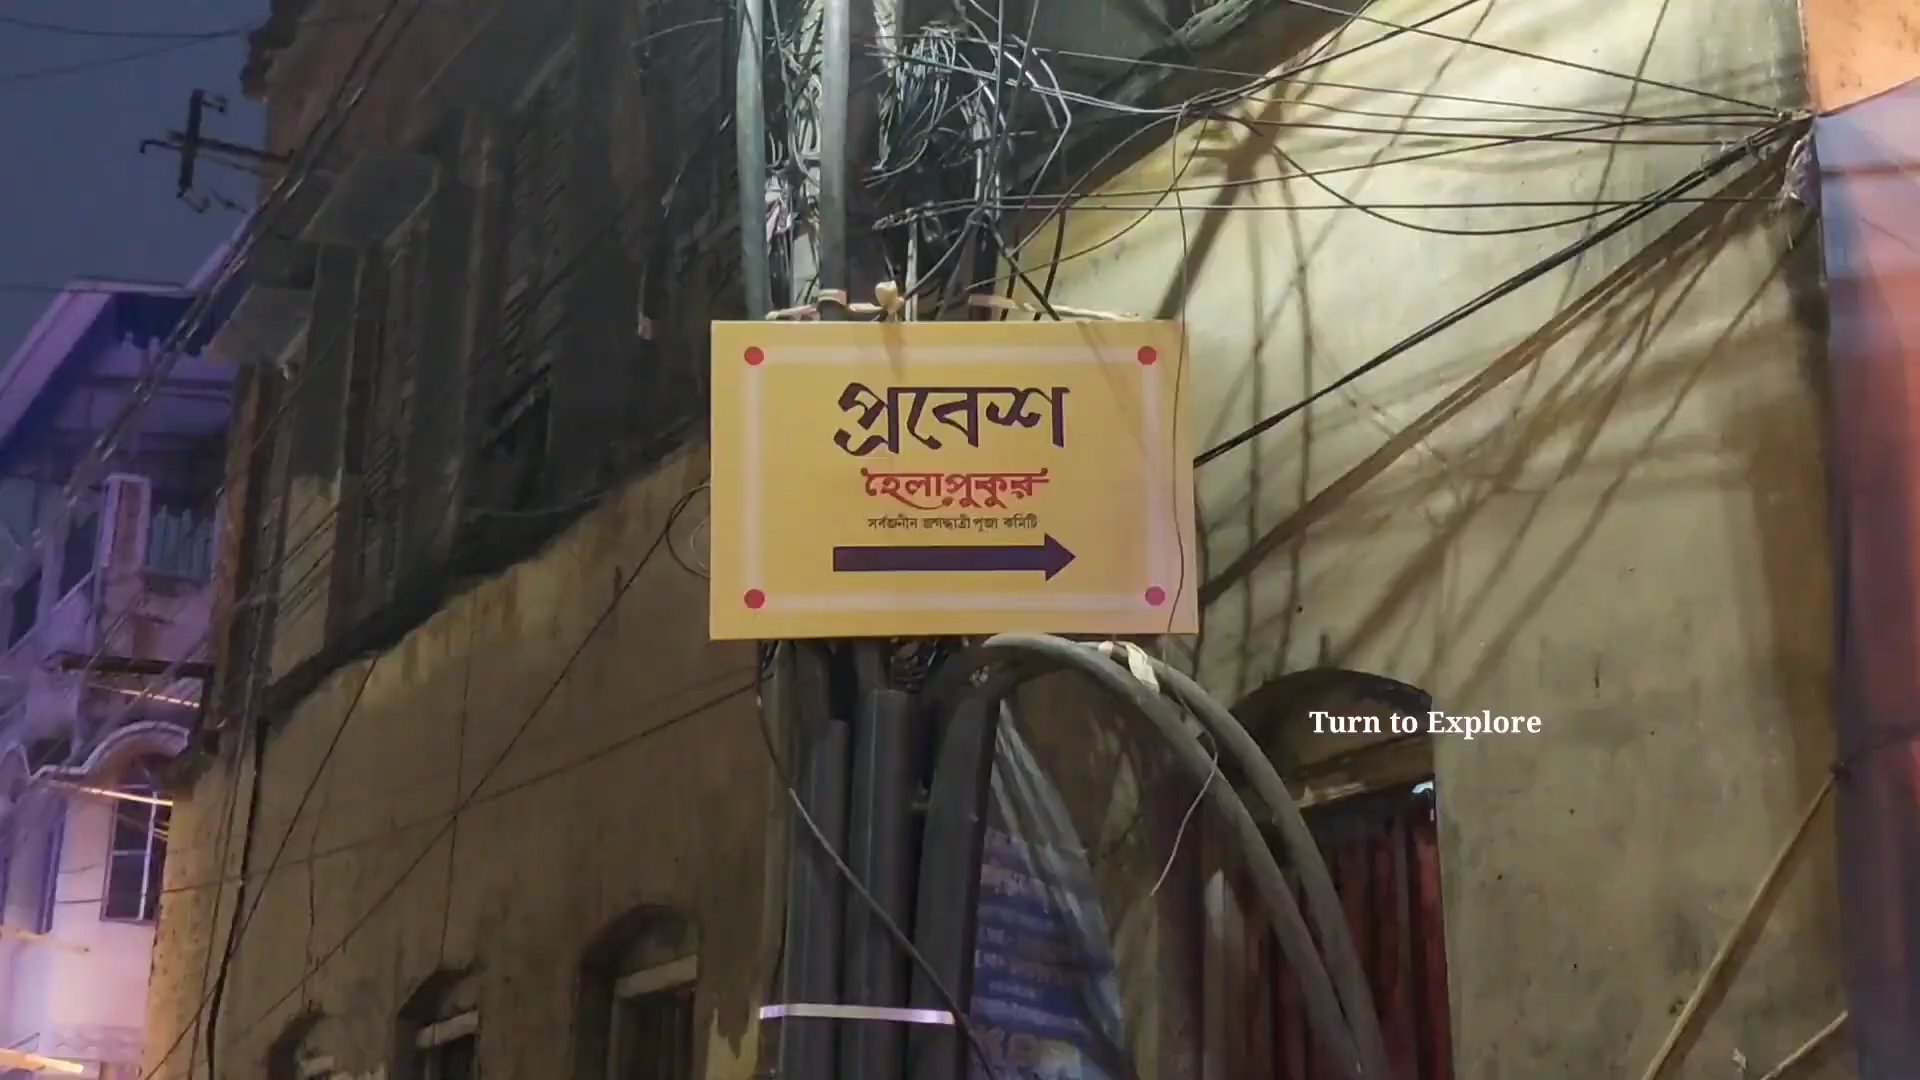 প্রবেশ
হৈলাপুকুর
সর্বজনীন জগদ্ধাত্রী পূজা কমিটি
Turn to Explore